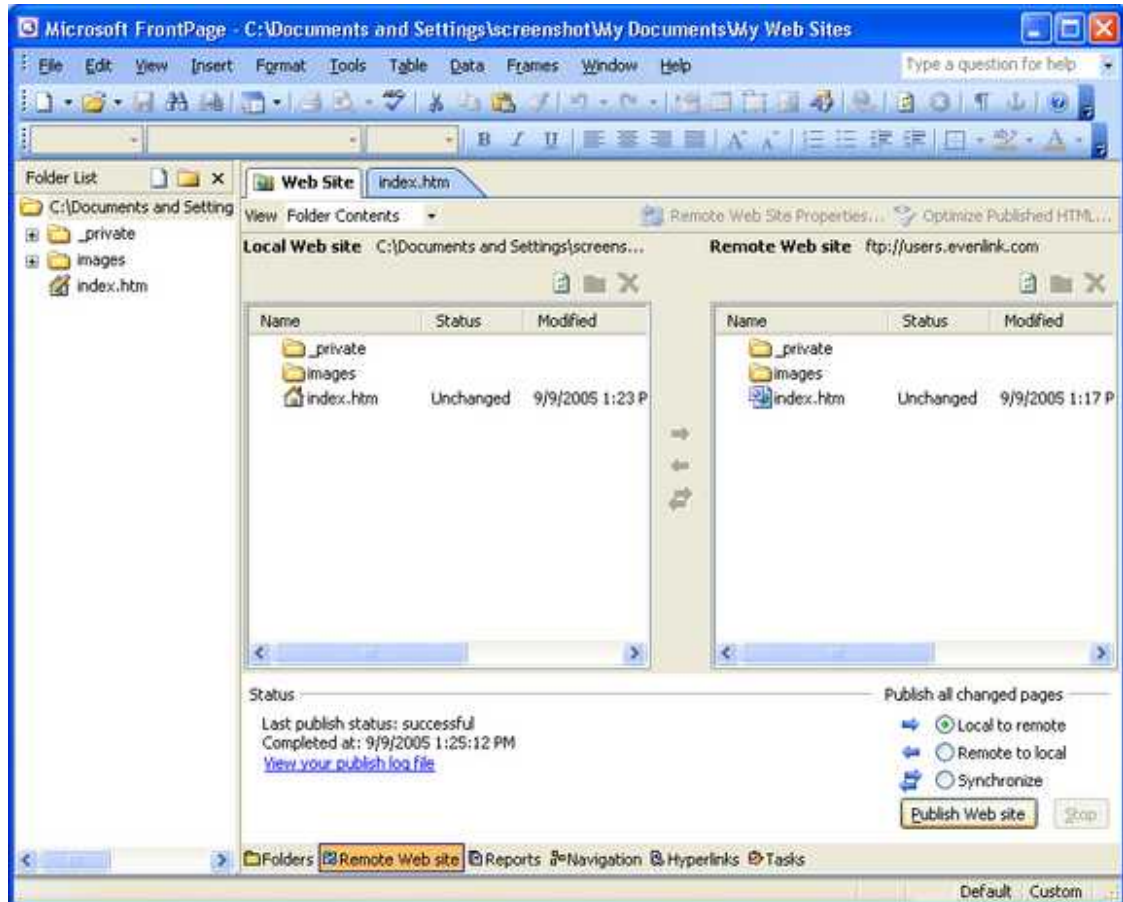 Microsoft FrontPage - C:\Documents and Settings\screenshot\My Documents\My Web Sites
File Edit View Insert Format Tools Table Data Frames Window Help Type a question for help
B I U A A A
Folder List
Web Site index.htm
C:\Documents and Setting
View Folder Contents Remote Web Site Properties... Optimize Published HTML...
_private
images
index.htm
Local Web site C:\Documents and Settings\screens... Remote Web site ftp://users.evenlink.com
Name Status Modified Name Status Modified
_private _private
images images
index.htm Unchanged 9/9/2005 1:23 P index.htm Unchanged 9/9/2005 1:17 P
Status
Last publish status: successful
Completed at: 9/9/2005 1:25:12 PM
View your publish log file
Publish all changed pages
Local to remote
Remote to local
Synchronize
Publish Web site Stop
Folders Remote Web site Reports Navigation Hyperlinks Tasks
Default Custom